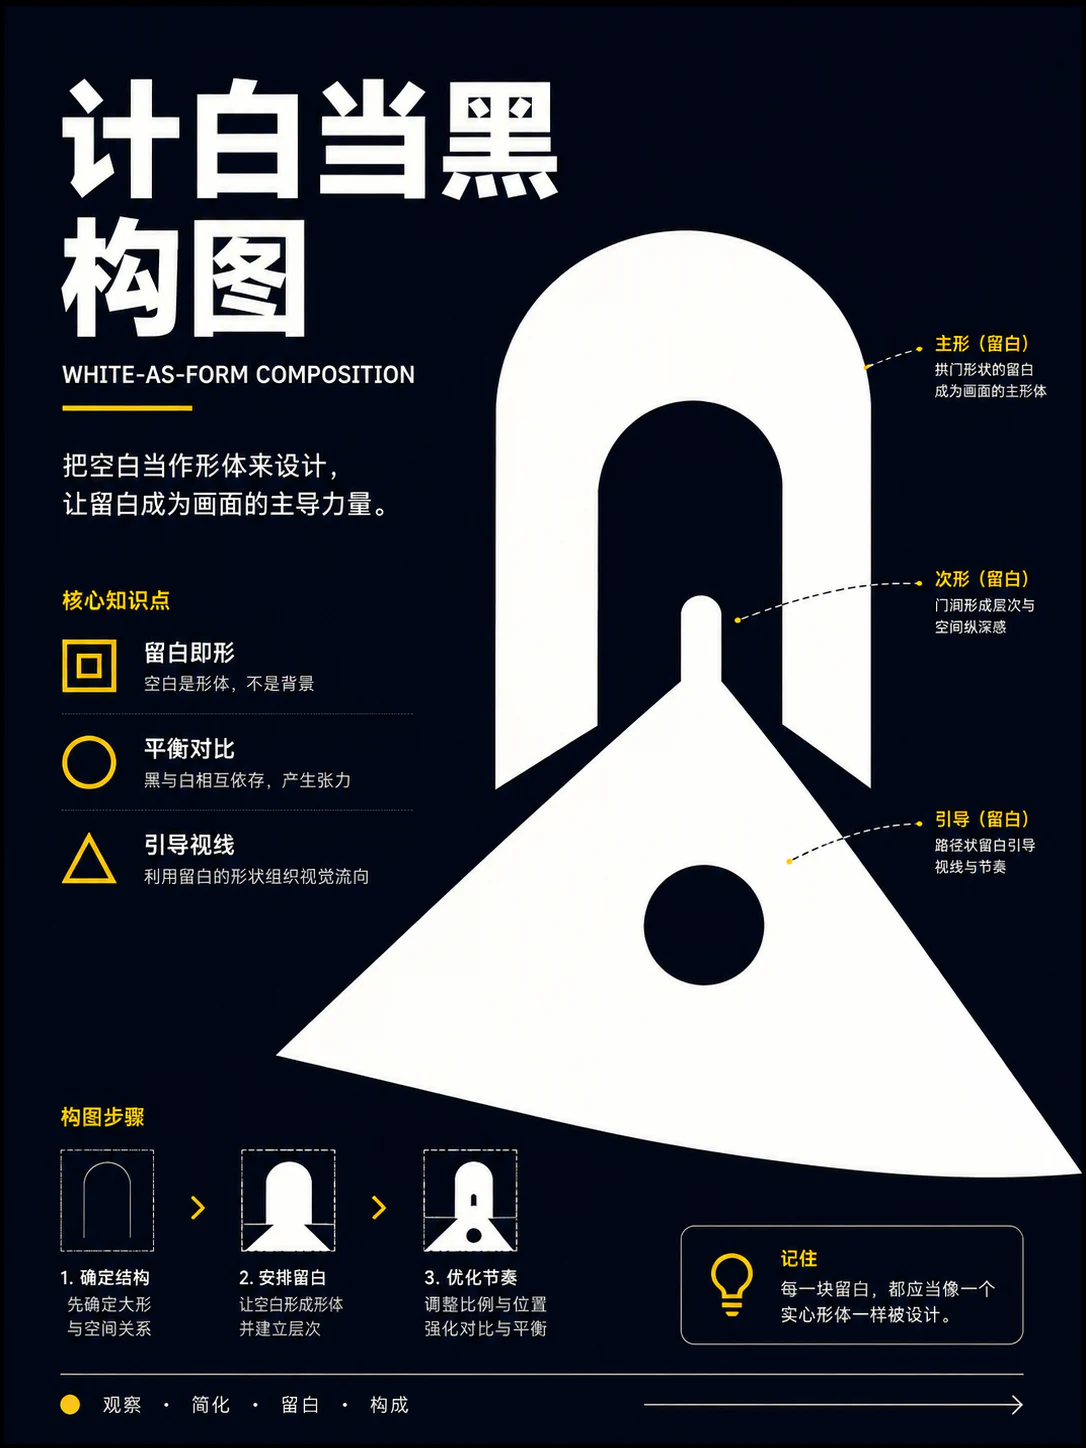 计白当黑
构图
WHITE-AS-FORM COMPOSITION
把空白当作形体来设计，
让留白成为画面的主导力量。
核心知识点
留白即形
空白是形体，不是背景
平衡对比
黑与白相互依存，产生张力
引导视线
利用留白的形状组织视觉流向
主形（留白）
拱门形状的留白
成为画面的主形体
次形（留白）
门洞形成层次与
空间纵深感
引导（留白）
路径状留白引导
视线与节奏
构图步骤
1. 确定结构
先确定大形
与空间关系
2. 安排留白
让空白形成形体
并建立层次
3. 优化节奏
调整比例与位置
强化对比与平衡
记住
每一块留白，都应当像一个
实心形体一样被设计。
观察 · 简化 · 留白 · 构成